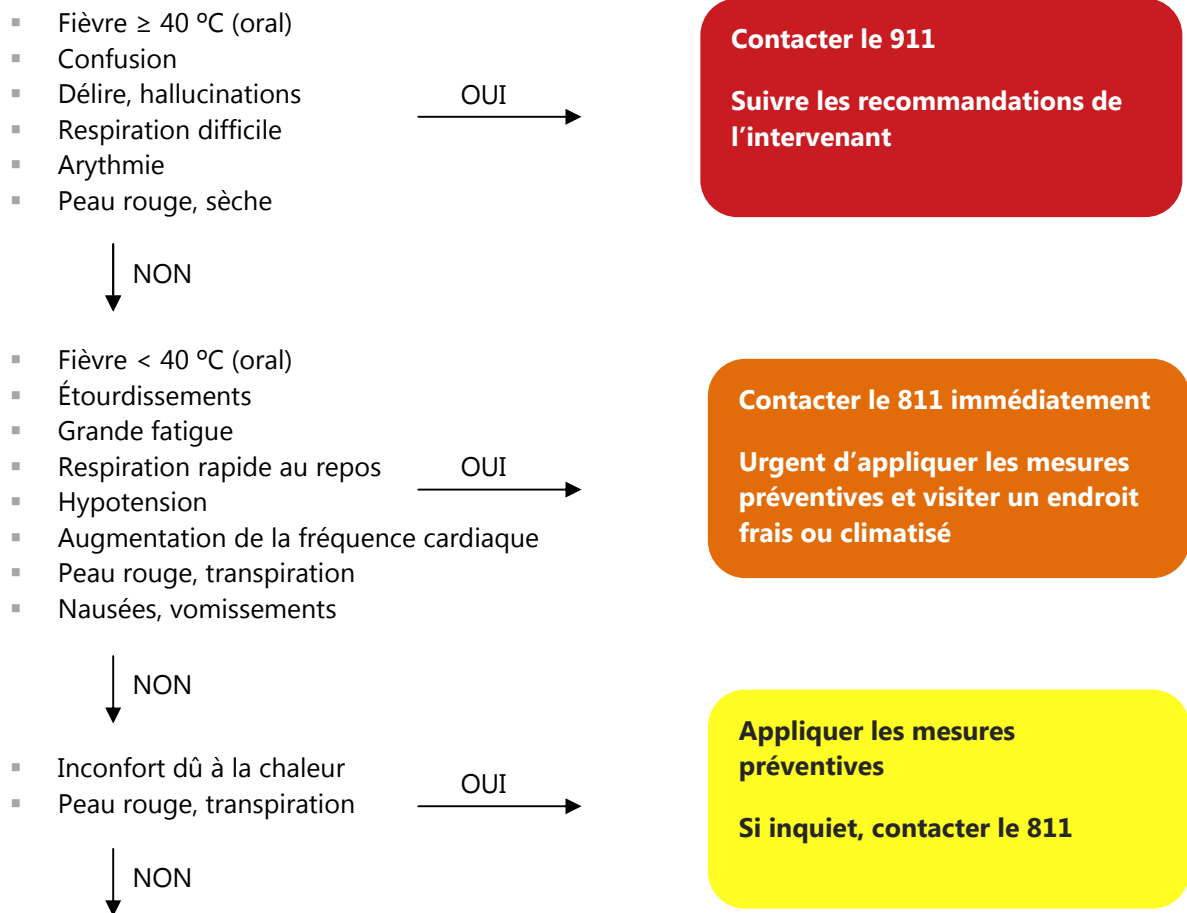 ▪ Fièvre ≥ 40 ºC (oral)
▪ Confusion
▪ Délire, hallucinations
▪ Respiration difficile
▪ Arythmie
▪ Peau rouge, sèche
OUI
Contacter le 911
Suivre les recommandations de
l’intervenant
NON
▪ Fièvre < 40 ºC (oral)
▪ Étourdissements
▪ Grande fatigue
▪ Respiration rapide au repos
▪ Hypotension
▪ Augmentation de la fréquence cardiaque
▪ Peau rouge, transpiration
▪ Nausées, vomissements
OUI
Contacter le 811 immédiatement
Urgent d’appliquer les mesures
préventives et visiter un endroit
frais ou climatisé
NON
▪ Inconfort dû à la chaleur
▪ Peau rouge, transpiration
OUI
Appliquer les mesures
préventives
Si inquiet, contacter le 811
NON